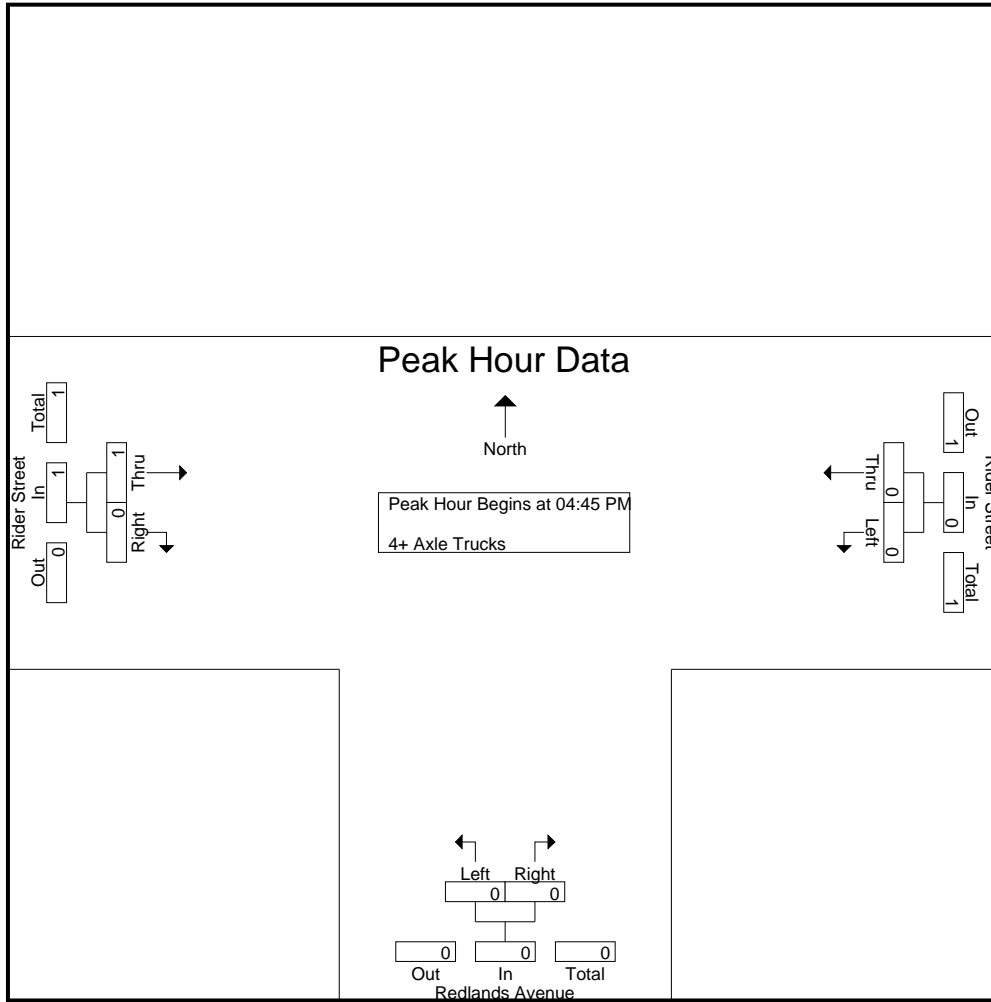 Peak Hour Data
North
Peak Hour Begins at 04:45 PM
4+ Axle Trucks
Rider Street
Total
1
In
1
Out
0
Thru
1
Right
0
Rider Street
Out
1
In
0
Total
1
Thru
0
Left
0
Left Right
0 0
0 0 0
Out In Total
Redlands Avenue